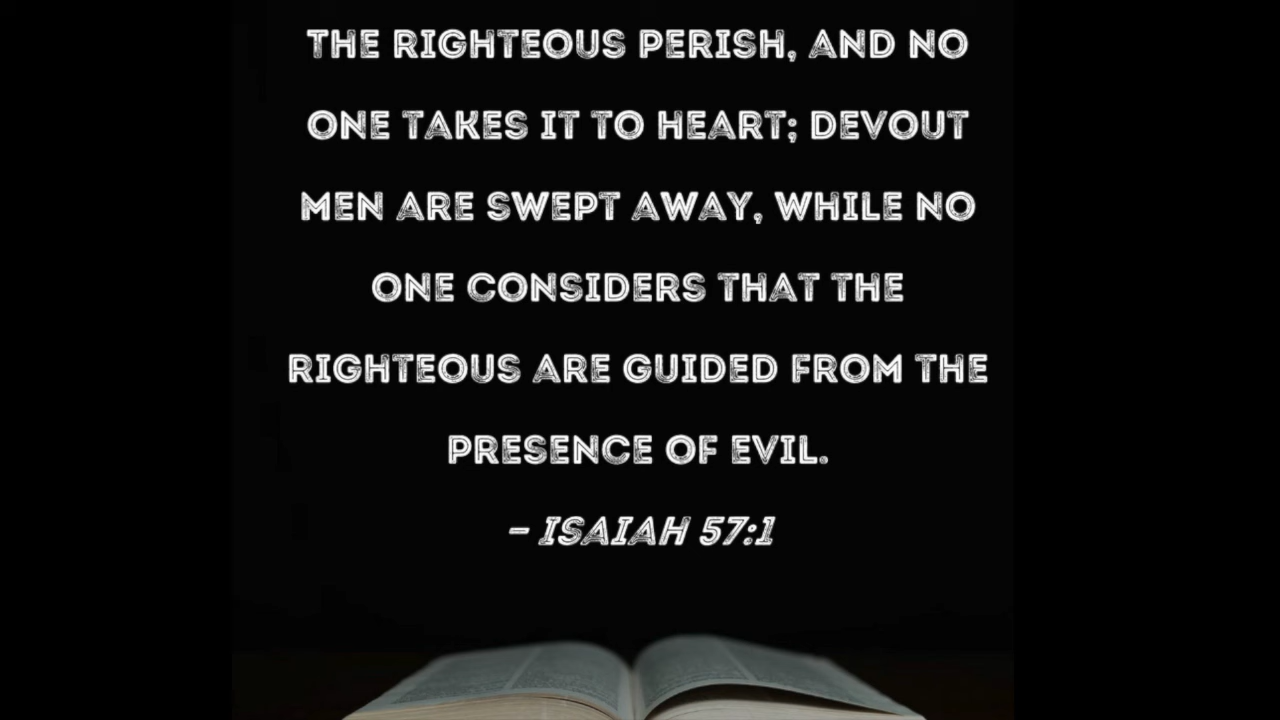 THE RIGHTEOUS PERISH, AND NO
ONE TAKES IT TO HEART; DEVOUT
MEN ARE SWEPT AWAY, WHILE NO
ONE CONSIDERS THAT THE
RIGHTEOUS ARE GUIDED FROM THE
PRESENCE OF EVIL.
– ISAIAH 57:1